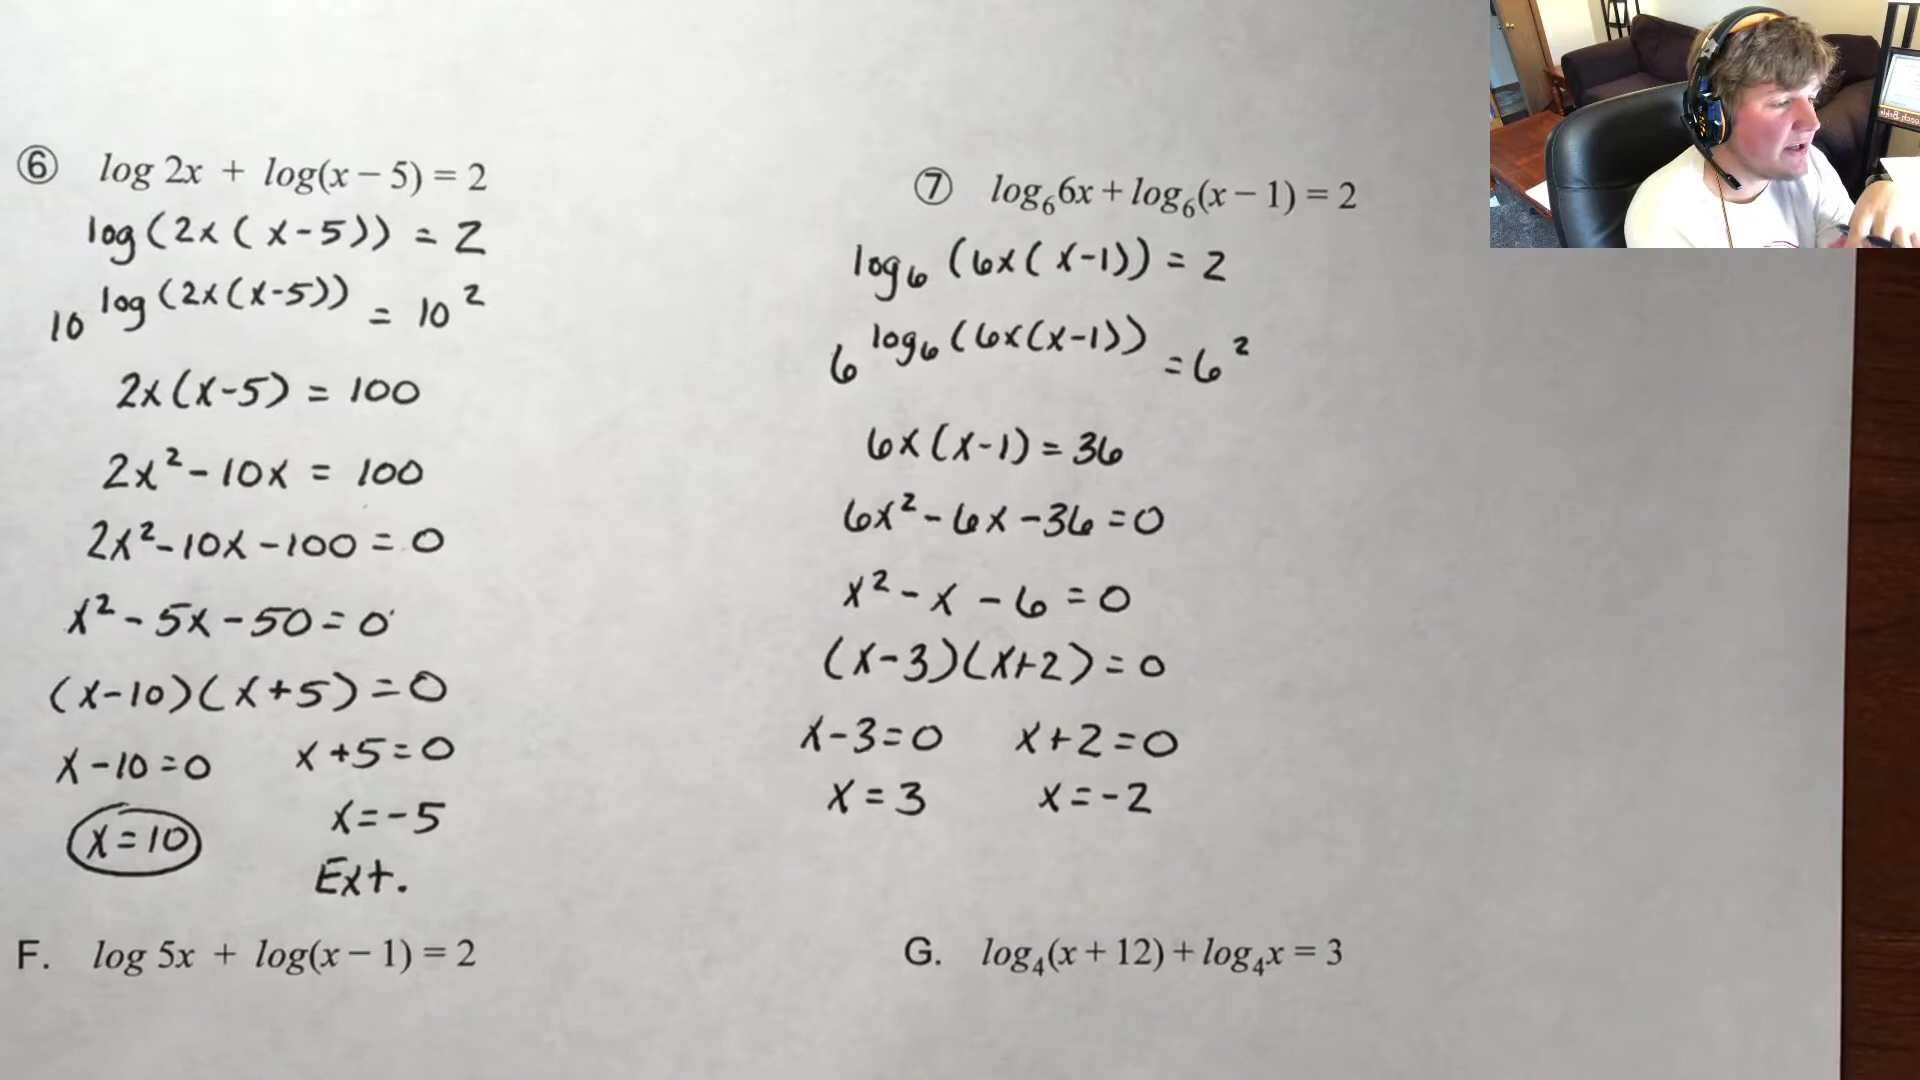 ⑥ log 2x + log(x − 5) = 2
log(2x(x-5)) = 2
10^log(2x(x-5)) = 10^2
2x(x-5) = 100
2x² - 10x = 100
2x² - 10x - 100 = 0
x² - 5x - 50 = 0
(x-10)(x+5) = 0
x - 10 = 0 x + 5 = 0
x = 10 x = -5
Ext.
F. log 5x + log(x − 1) = 2
⑦ log₆6x + log₆(x − 1) = 2
log₆(6x(x-1)) = 2
6^log₆(6x(x-1)) = 6^2
6x(x-1) = 36
6x² - 6x - 36 = 0
x² - x - 6 = 0
(x-3)(x+2) = 0
x - 3 = 0 x + 2 = 0
x = 3 x = -2
G. log₄(x + 12) + log₄x = 3